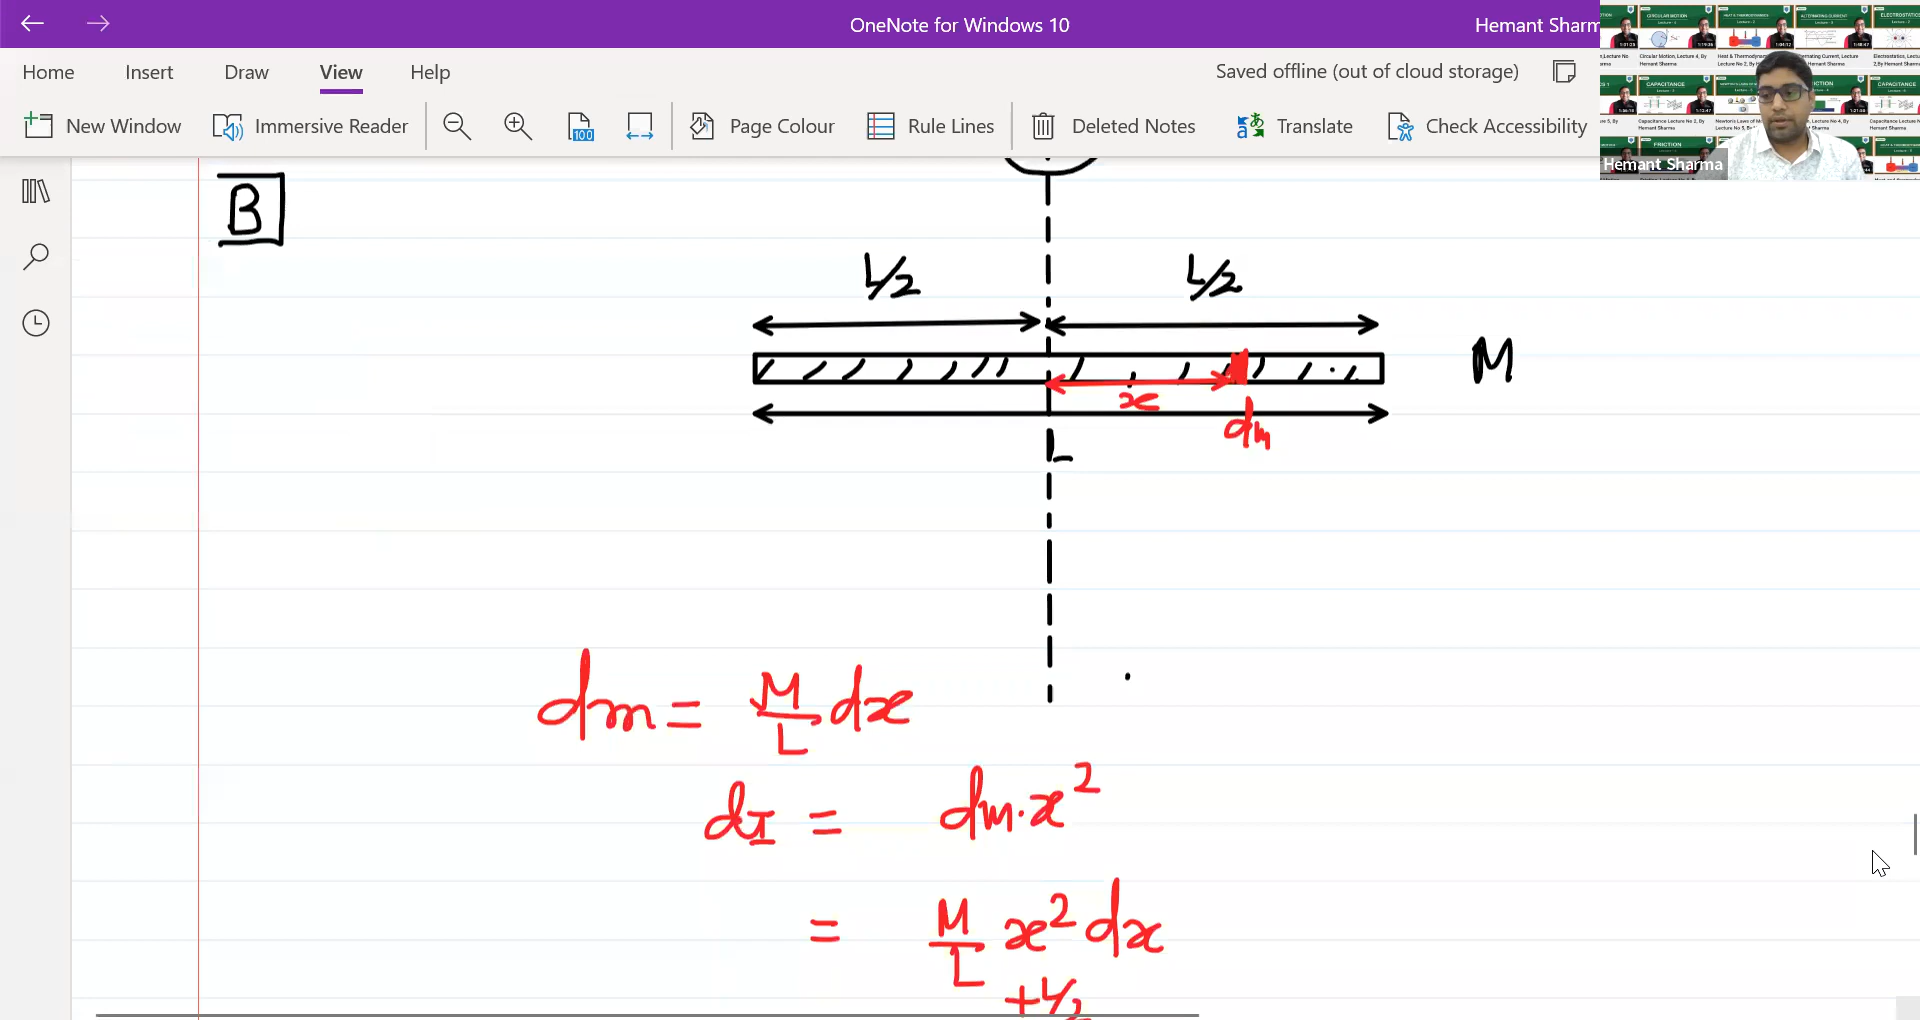 OneNote for Windows 10
Hemant Sharm
Home Insert Draw View Help
Saved offline (out of cloud storage)
New Window Immersive Reader 100 Page Colour Rule Lines Deleted Notes Translate Check Accessibility
Hemant Sharma
B
L/2 L/2
M
x
dm
L
dm = M/L dx
dI = dm·x²
= M/L x² dx
+L/2